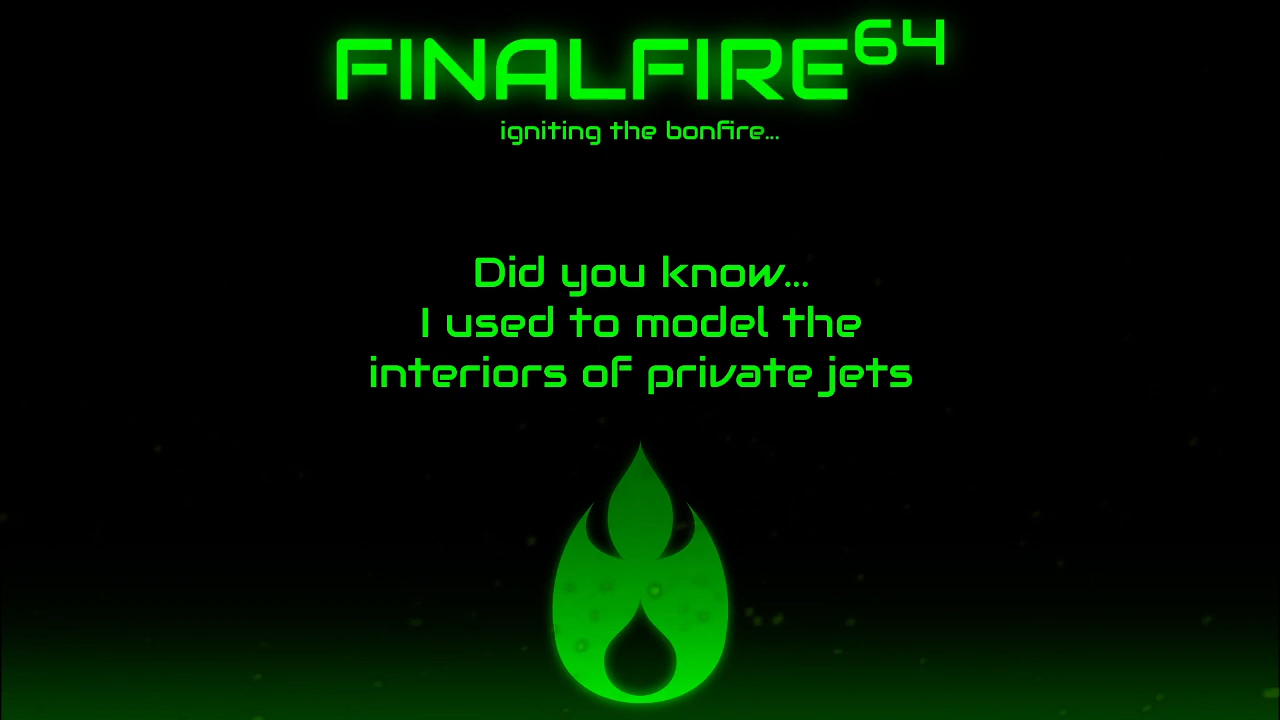 FINALFIRE64
igniting the bonfire...
Did you know...
I used to model the
interiors of private jets